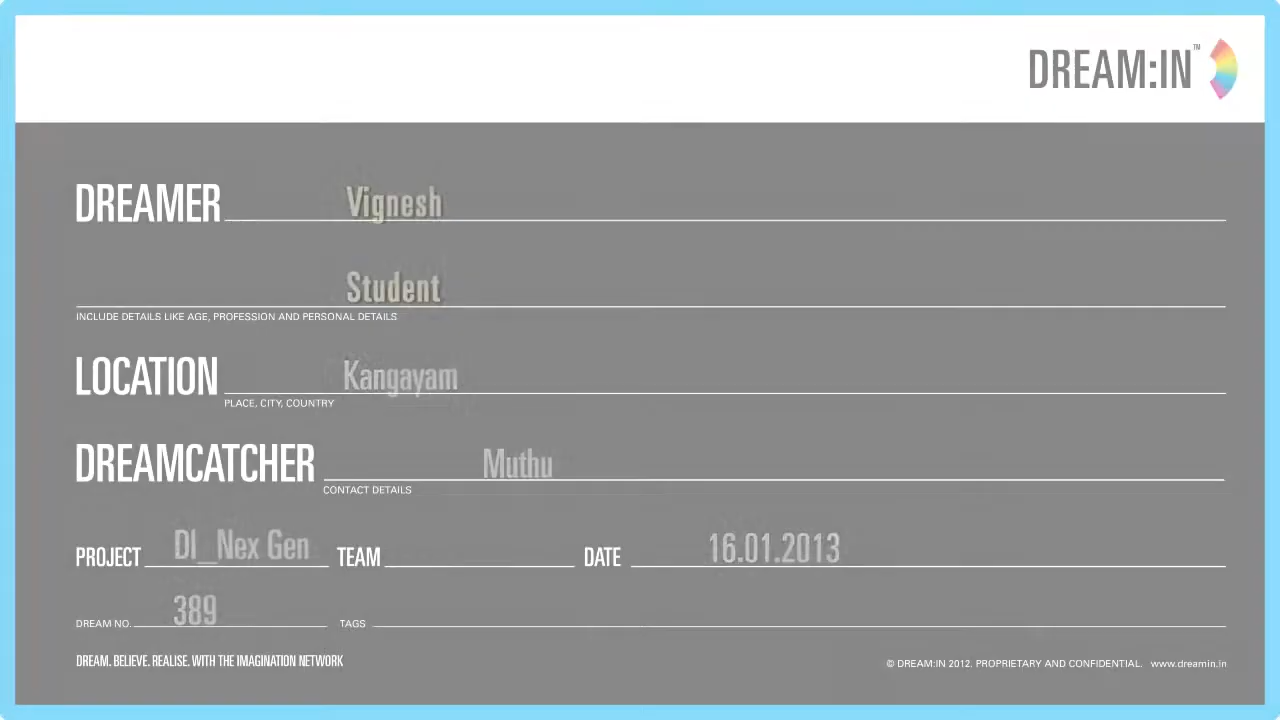 DREAM:IN™
DREAMER Vignesh
Student
INCLUDE DETAILS LIKE AGE, PROFESSION AND PERSONAL DETAILS
LOCATION Kangayam
PLACE, CITY, COUNTRY
DREAMCATCHER Muthu
CONTACT DETAILS
PROJECT DI_Nex Gen TEAM DATE 16.01.2013
DREAM NO. 389 TAGS
DREAM. BELIEVE. REALISE. WITH THE IMAGINATION NETWORK © DREAM:IN 2012. PROPRIETARY AND CONFIDENTIAL. www.dreamin.in